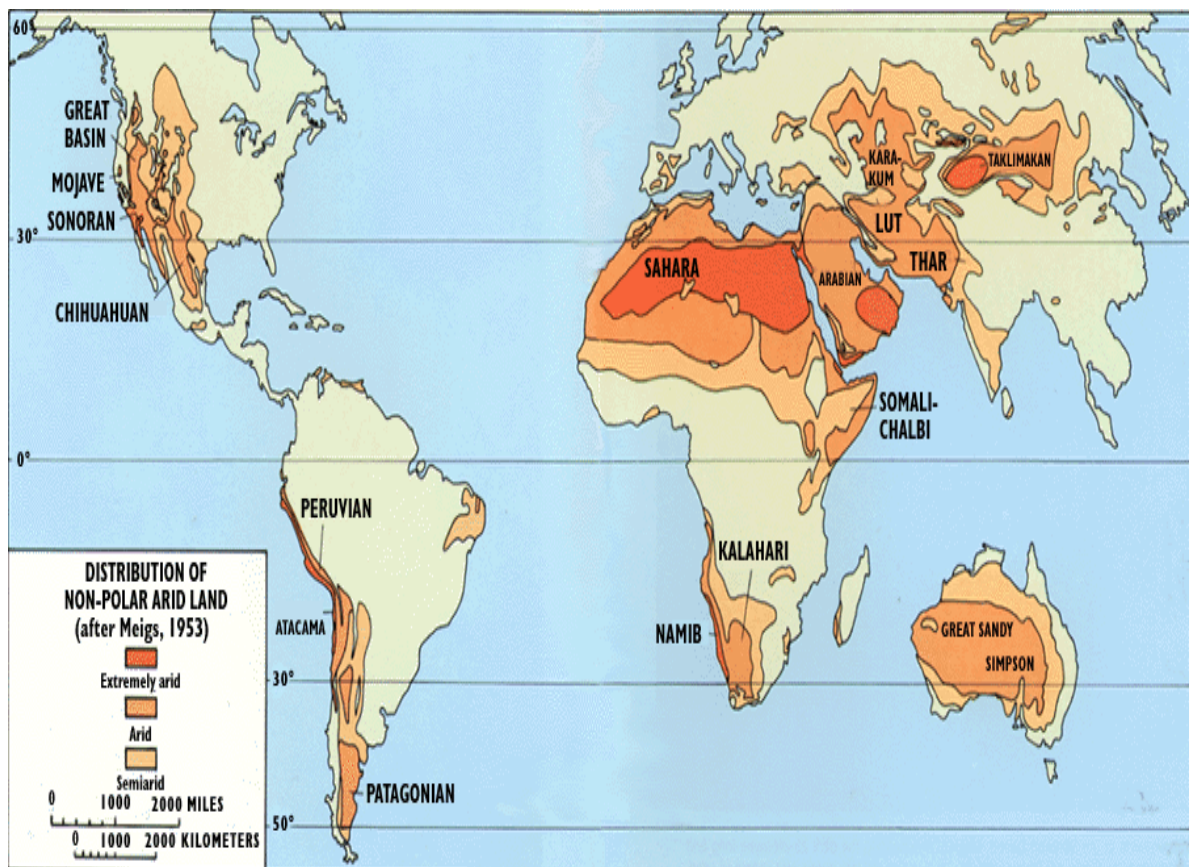 60°
GREAT
BASIN
MOJAVE
SONORAN
30°
CHIHUAHUAN
KARA-
KUM
TAKLIMAKAN
LUT
THAR
SAHARA
ARABIAN
SOMALI-
CHALBI
0°
PERUVIAN
KALAHARI
ATACAMA
NAMIB
GREAT SANDY
SIMPSON
30°
PATAGONIAN
50°
DISTRIBUTION OF
NON-POLAR ARID LAND
(after Meigs, 1953)
Extremely arid
Arid
Semiarid
0 1000 2000 MILES
0 1000 2000 KILOMETERS